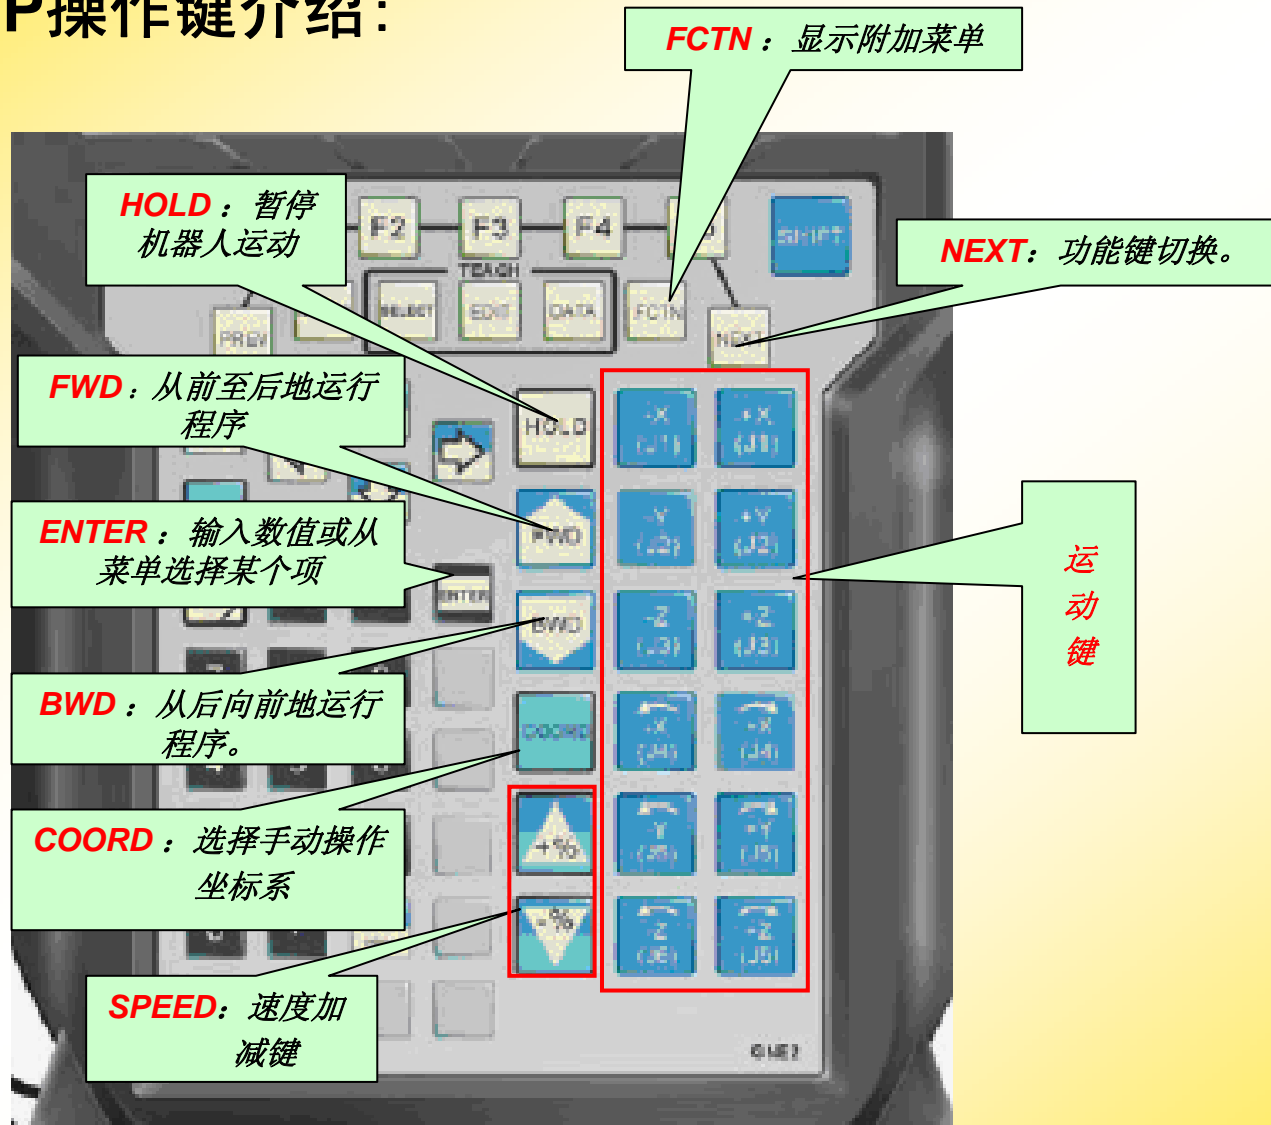 P操作键介绍：
FCTN： 显示附加菜单
HOLD： 暂停
机器人运动
NEXT：功能键切换。
FWD：从前至后地运行
程序
ENTER： 输入数值或从
菜单选择某个项
BWD： 从后向前地运行
程序。
COORD： 选择手动操作
坐标系
SPEED：速度加
减键
运
动
键
F2
F3
F4
SHIFT
TEACH
PREV
SELECT
EDIT
DATA
FCTN
NEXT
HOLD
-X
(J1)
+X
(J1)
FWD
-Y
(J2)
+Y
(J2)
ENTER
BWD
-Z
(J3)
+Z
(J3)
COORD
-X
(J4)
+X
(J4)
+%
-Y
(J5)
+Y
(J5)
-%
-Z
(J6)
+Z